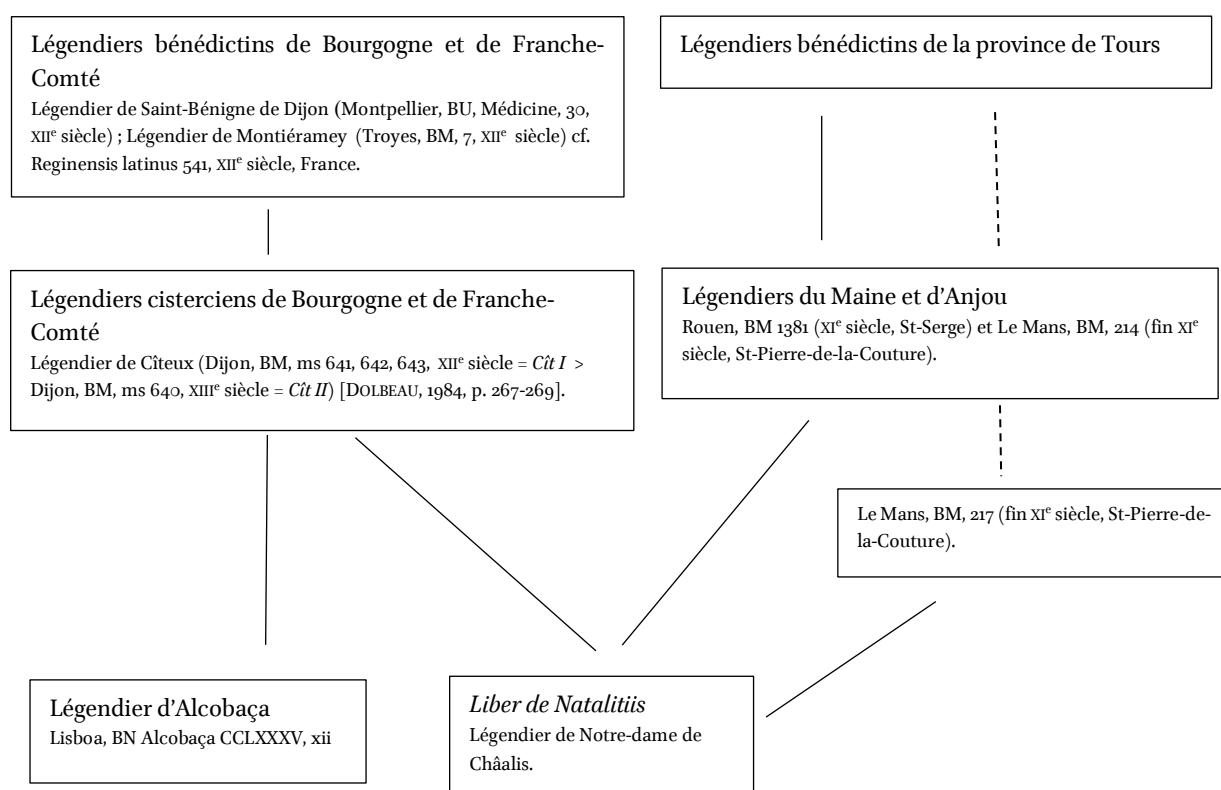 Légendiers bénédictins de Bourgogne et de Franche-
Comté
Légendier de Saint-Bénigne de Dijon (Montpellier, BU, Médicine, 30,
XIIᵉ siècle) ; Légendier de Montiéramey (Troyes, BM, 7, XIIᵉ siècle) cf.
Reginensis latinus 541, XIIᵉ siècle, France.
Légendiers bénédictins de la province de Tours
Légendiers cisterciens de Bourgogne et de Franche-
Comté
Légendier de Cîteux (Dijon, BM, ms 641, 642, 643, XIIᵉ siècle = Cît I >
Dijon, BM, ms 640, XIIIᵉ siècle = Cît II) [DOLBEAU, 1984, p. 267-269].
Légendiers du Maine et d’Anjou
Rouen, BM 1381 (XIᵉ siècle, St-Serge) et Le Mans, BM, 214 (fin XIᵉ
siècle, St-Pierre-de-la-Couture).
Le Mans, BM, 217 (fin XIᵉ siècle, St-Pierre-de-
la-Couture).
Légendier d’Alcobaça
Lisboa, BN Alcobaça CCLXXXV, xii
Liber de Natalitiis
Légendier de Notre-dame de
Châalis.